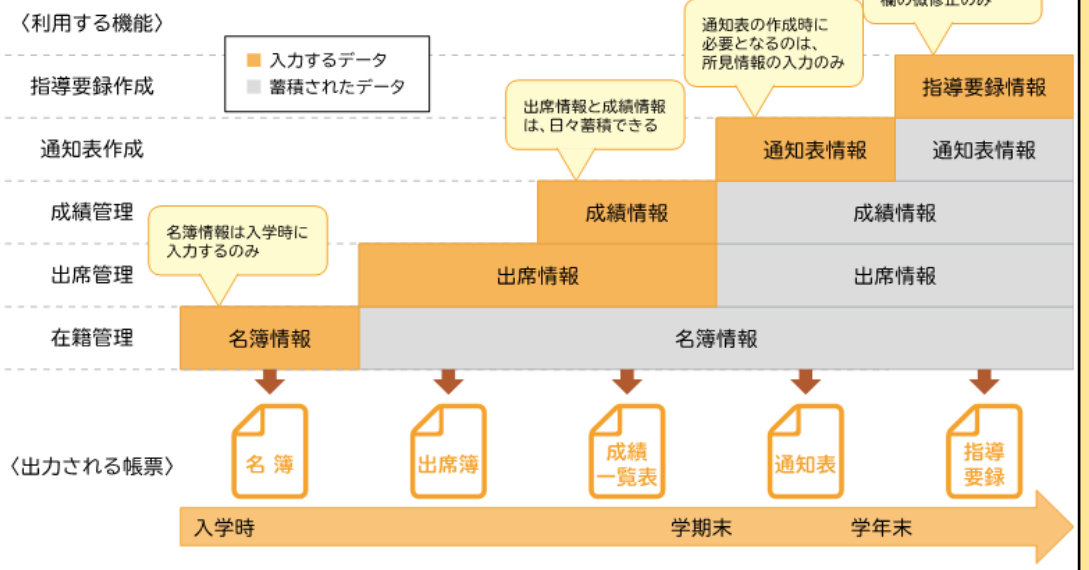 〈利用する機能〉
入力するデータ
蓄積されたデータ
通知表の作成時に
必要となるのは、
所見情報の入力のみ
欄の微修正のみ
指導要録作成
指導要録情報
出席情報と成績情報
は、日々蓄積できる
通知表作成
通知表情報
通知表情報
成績管理
成績情報
成績情報
名簿情報は入学時に
入力するのみ
出席管理
出席情報
出席情報
在籍管理
名簿情報
名簿情報
〈出力される帳票〉
名 簿
出席簿
成績
一覧表
通知表
指導
要録
入学時
学期末
学年末